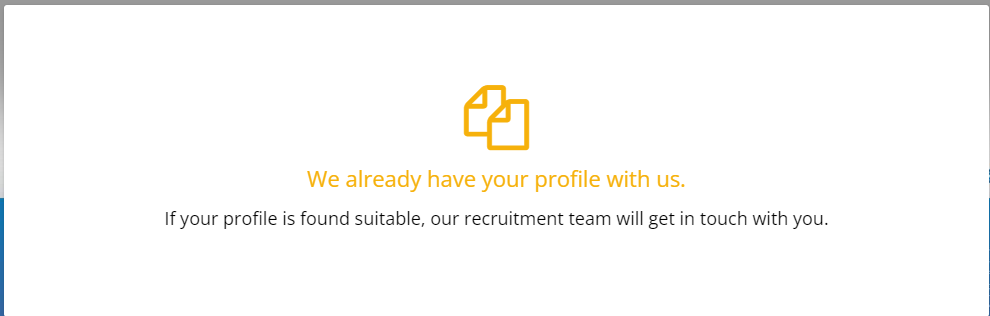 We already have your profile with us.
If your profile is found suitable, our recruitment team will get in touch with you.